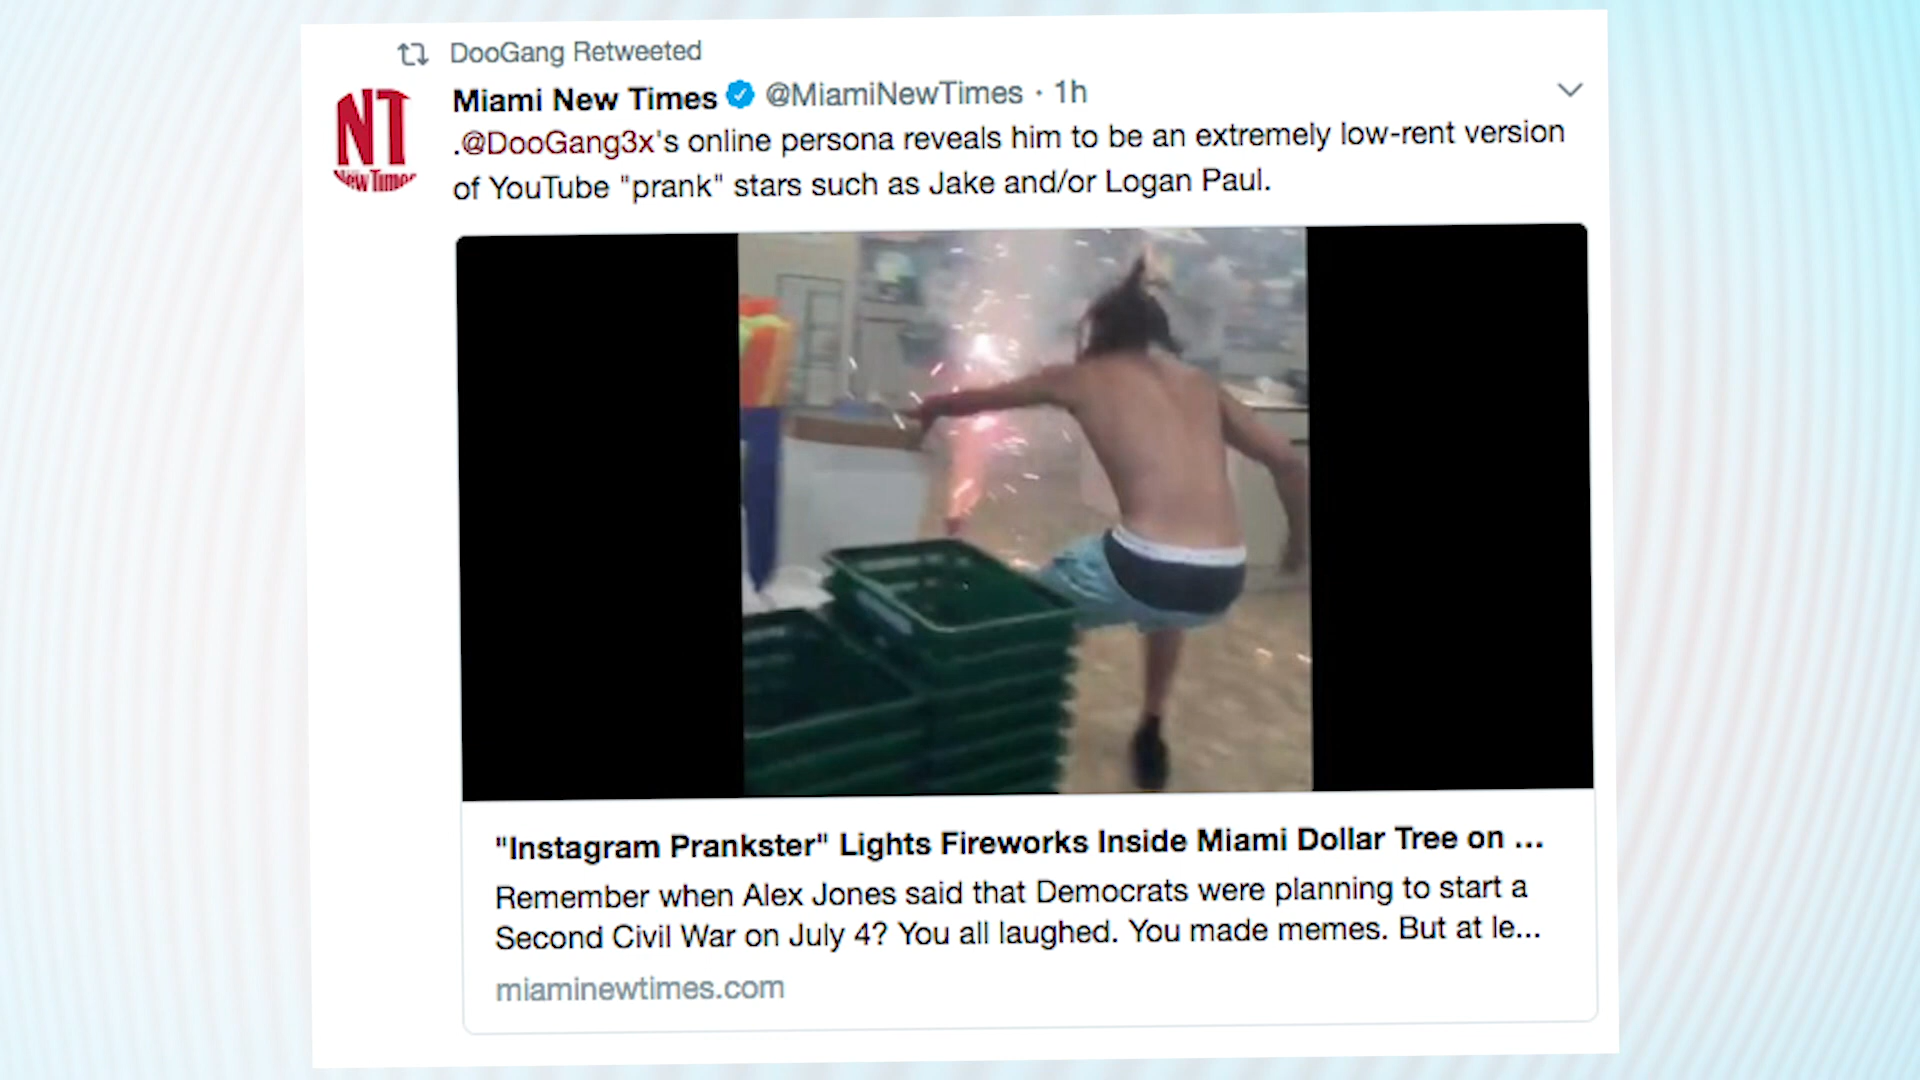 DooGang Retweeted
NT
New Times
Miami New Times @MiamiNewTimes · 1h
.@DooGang3x's online persona reveals him to be an extremely low-rent version
of YouTube "prank" stars such as Jake and/or Logan Paul.
"Instagram Prankster" Lights Fireworks Inside Miami Dollar Tree on ...
Remember when Alex Jones said that Democrats were planning to start a
Second Civil War on July 4? You all laughed. You made memes. But at le...
miaminewtimes.com